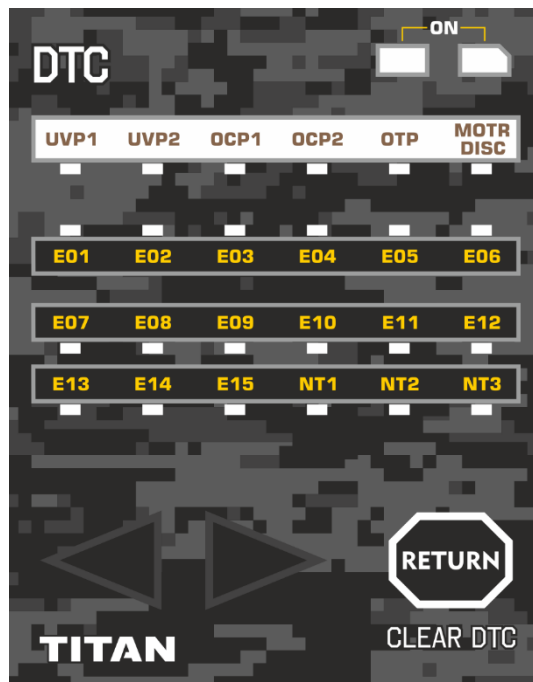 ON
DTC
UVP1 UVP2 OCP1 OCP2 OTP MOTR DISC
E01 E02 E03 E04 E05 E06
E07 E08 E09 E10 E11 E12
E13 E14 E15 NT1 NT2 NT3
RETURN
CLEAR DTC
TITAN